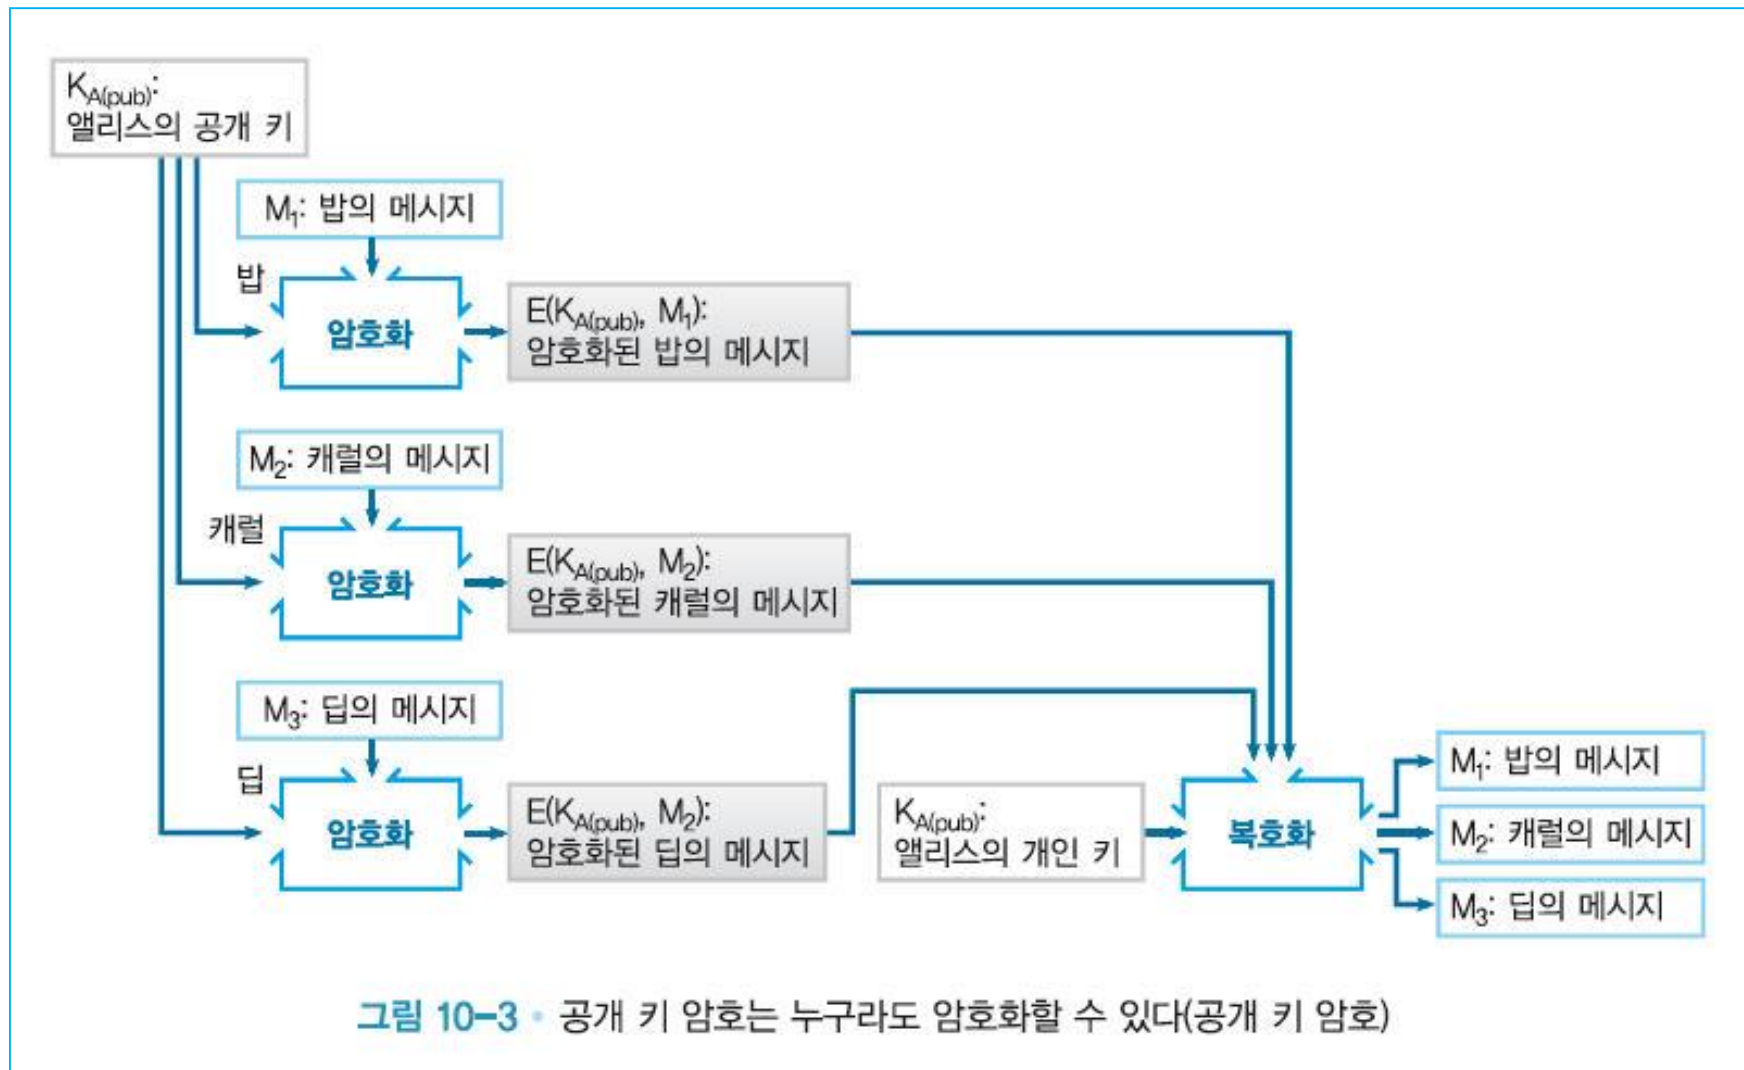 K_A(pub):
앨리스의 공개 키
M₁: 밥의 메시지
밥
암호화
E(K_A(pub), M₁):
암호화된 밥의 메시지
M₂: 캐럴의 메시지
캐럴
암호화
E(K_A(pub), M₂):
암호화된 캐럴의 메시지
M₃: 딥의 메시지
딥
암호화
E(K_A(pub), M₂):
암호화된 딥의 메시지
K_A(pub):
앨리스의 개인 키
복호화
M₁: 밥의 메시지
M₂: 캐럴의 메시지
M₃: 딥의 메시지
그림 10-3 • 공개 키 암호는 누구라도 암호화할 수 있다(공개 키 암호)